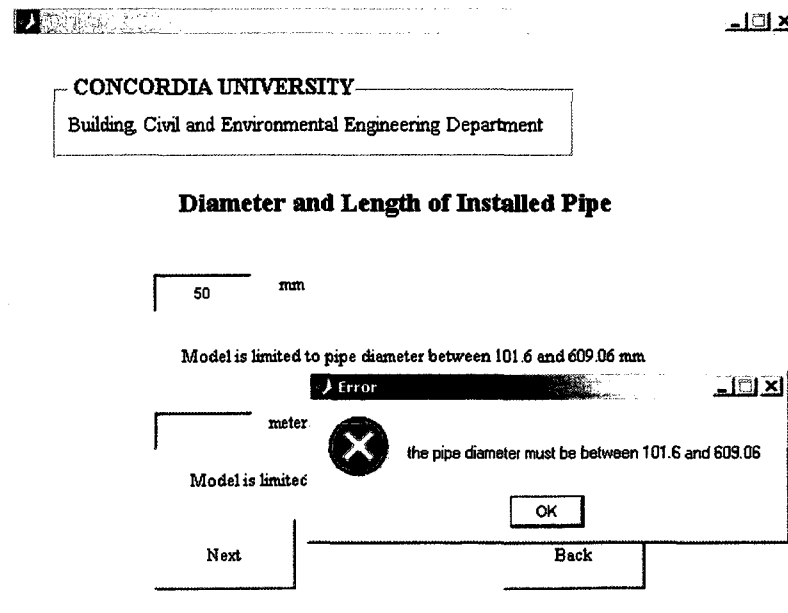 CONCORDIA UNIVERSITY
Building, Civil and Environmental Engineering Department
Diameter and Length of Installed Pipe
50 mm
Model is limited to pipe diameter between 101.6 and 609.06 mm
Error
meter
the pipe diameter must be between 101.6 and 609.06
Model is limited
OK
Next Back